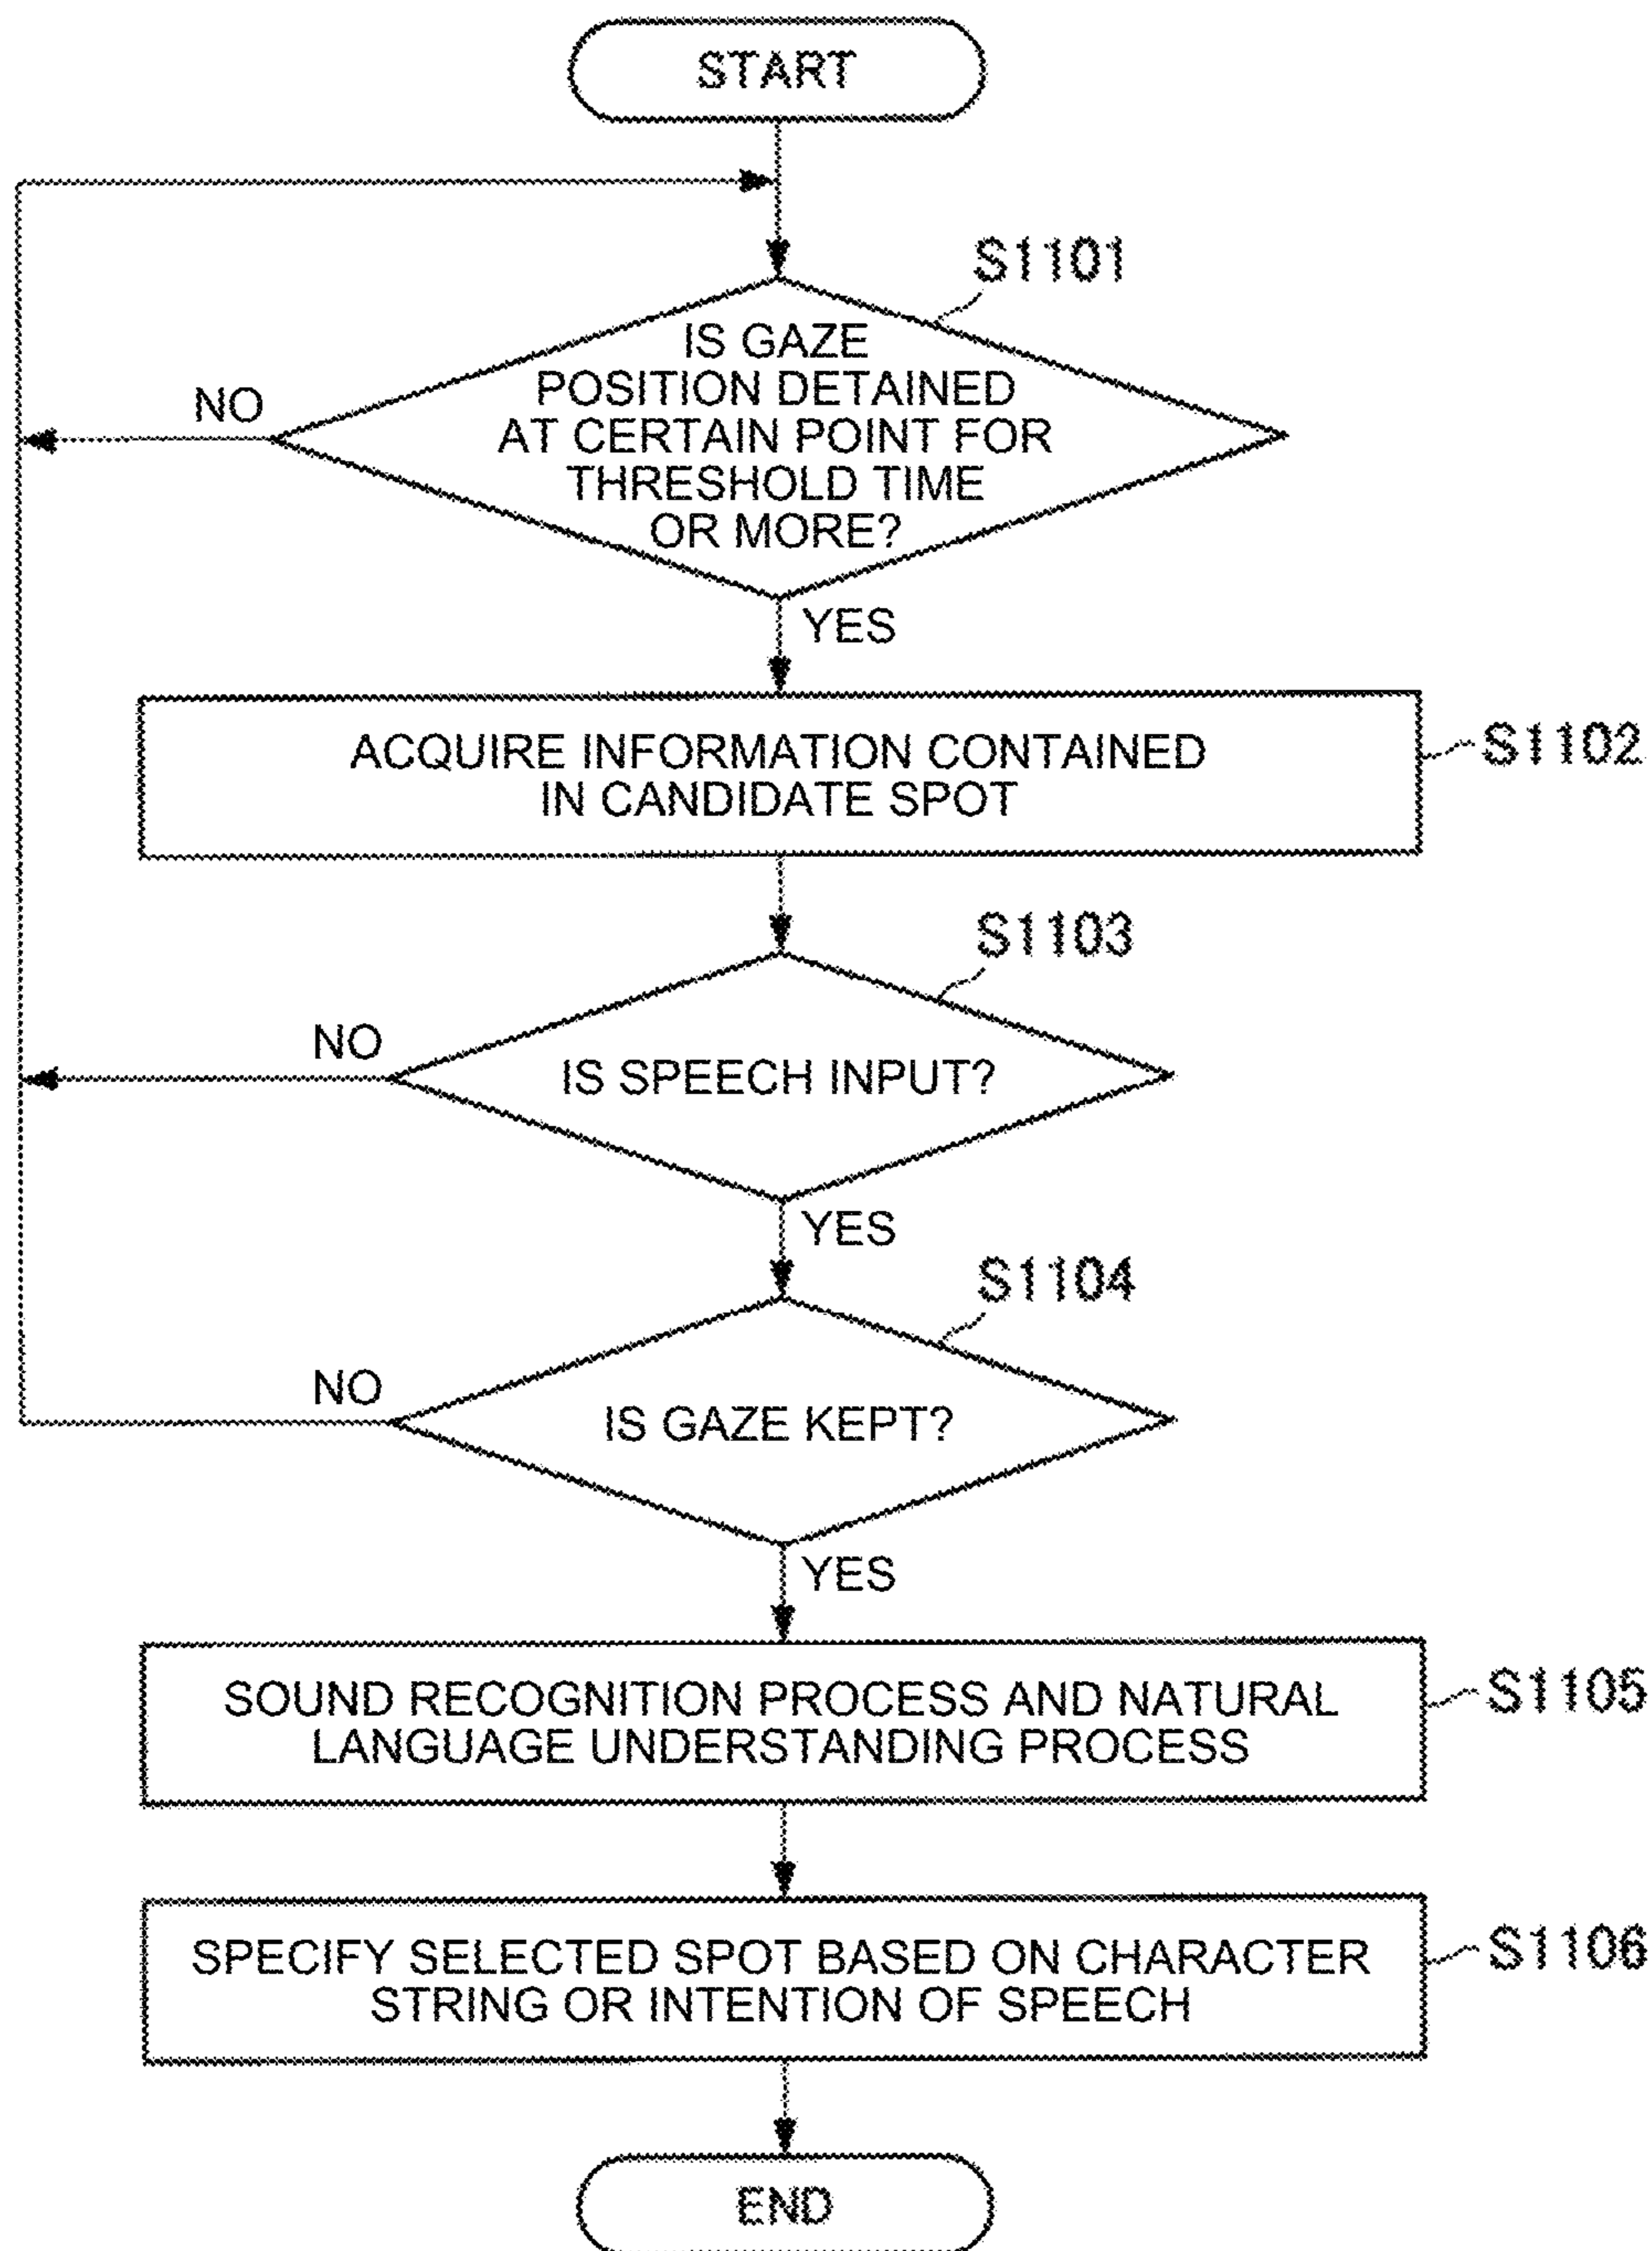 START
S1101
IS GAZE
POSITION DETAINED
AT CERTAIN POINT FOR
THRESHOLD TIME
OR MORE?
NO
YES
ACQUIRE INFORMATION CONTAINED
IN CANDIDATE SPOT
S1102
S1103
NO
IS SPEECH INPUT?
YES
S1104
NO
IS GAZE KEPT?
YES
SOUND RECOGNITION PROCESS AND NATURAL
LANGUAGE UNDERSTANDING PROCESS
S1105
SPECIFY SELECTED SPOT BASED ON CHARACTER
STRING OR INTENTION OF SPEECH
S1106
END